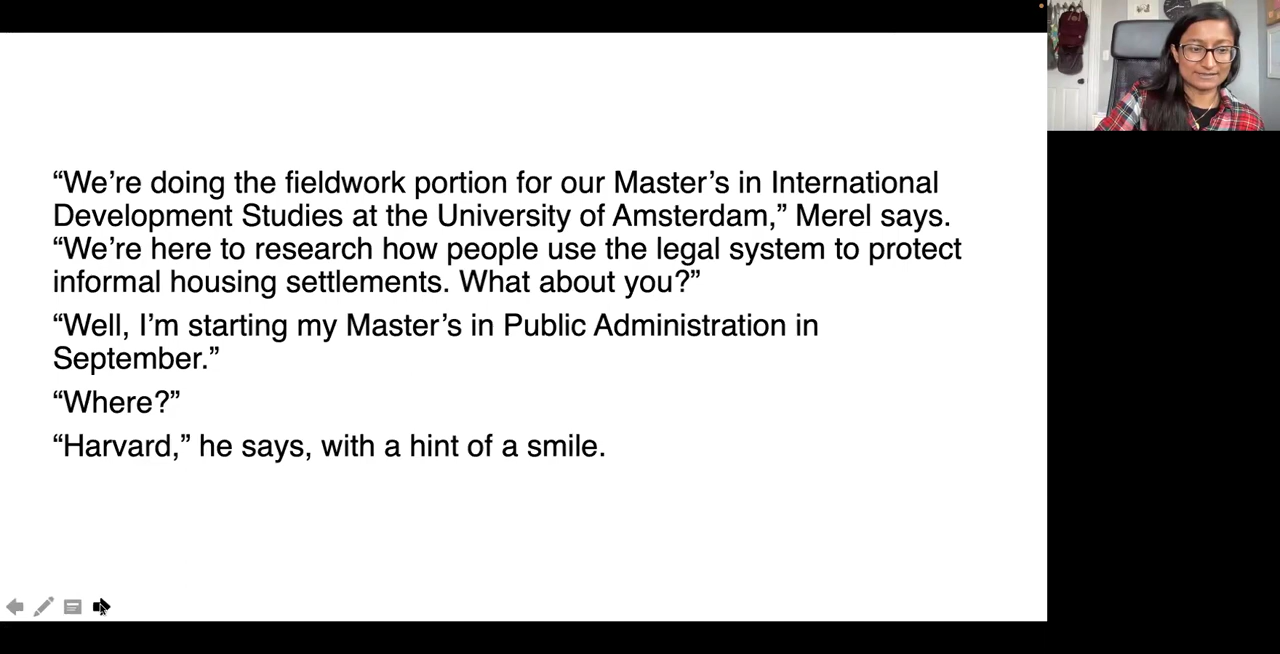 “We’re doing the fieldwork portion for our Master’s in International
Development Studies at the University of Amsterdam,” Merel says.
“We’re here to research how people use the legal system to protect
informal housing settlements. What about you?”
“Well, I’m starting my Master’s in Public Administration in
September.”
“Where?”
“Harvard,” he says, with a hint of a smile.